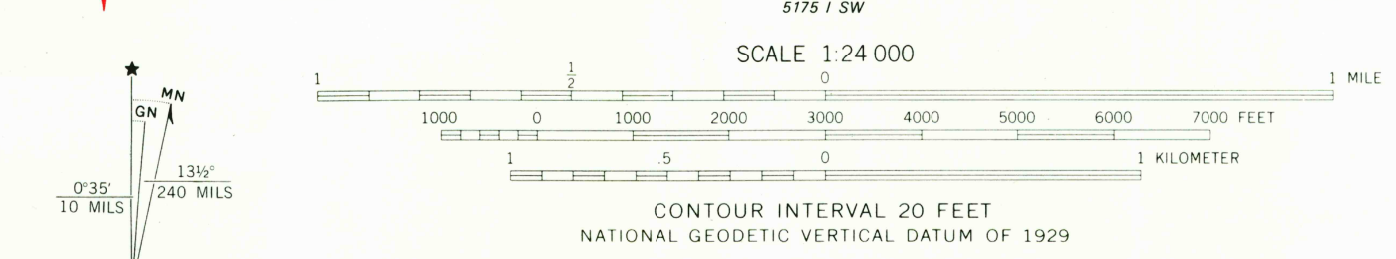 5175 I SW
SCALE 1:24 000
1 1/2 0 1 MILE
1000 0 1000 2000 3000 4000 5000 6000 7000 FEET
1 .5 0 1 KILOMETER
CONTOUR INTERVAL 20 FEET
NATIONAL GEODETIC VERTICAL DATUM OF 1929
★
MN
GN
0°35′
10 MILS
13½°
240 MILS